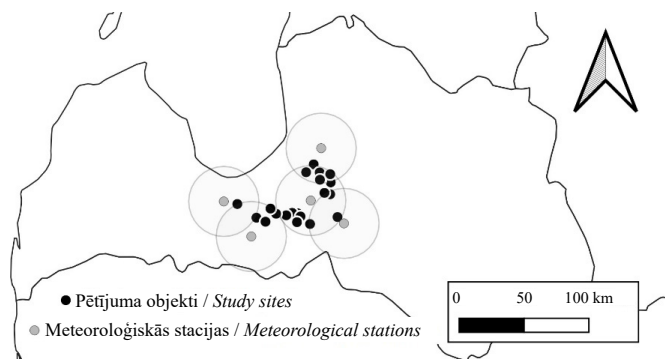 Pētījuma objekti / Study sites
Meteoroloģiskās stacijas / Meteorological stations
0 50 100 km